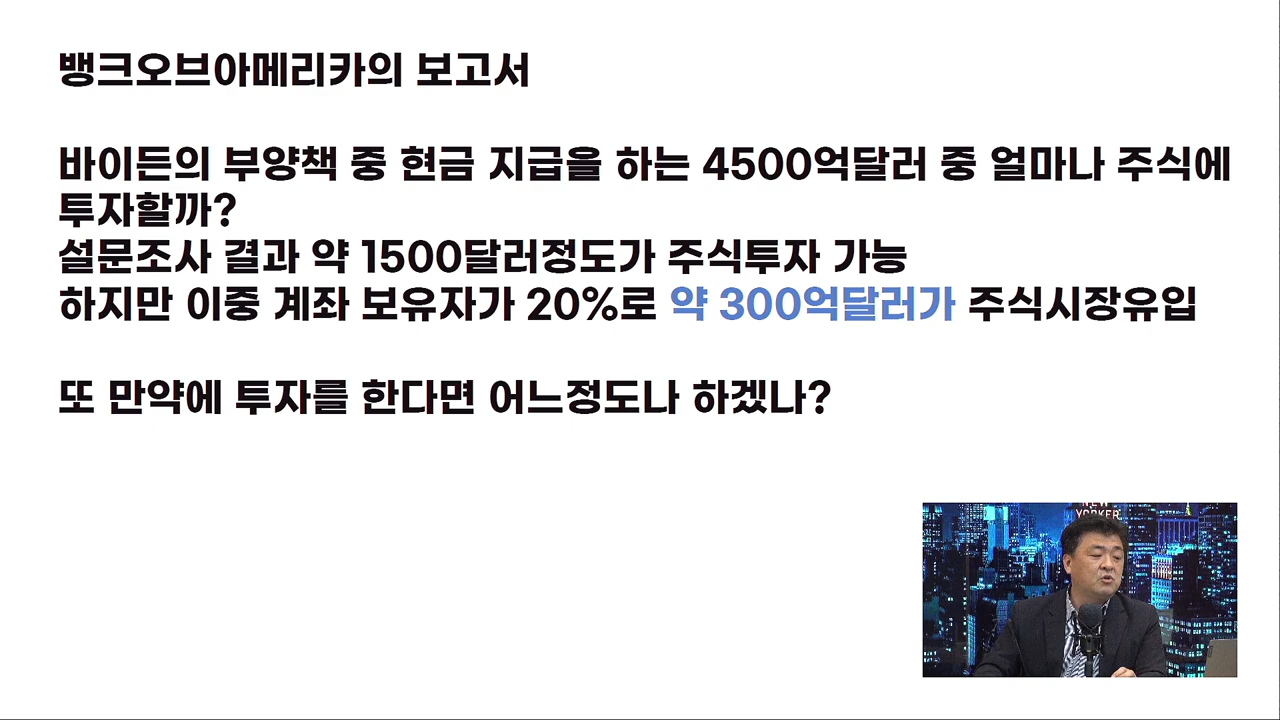 뱅크오브아메리카의 보고서
바이든의 부양책 중 현금 지급을 하는 4500억달러 중 얼마나 주식에
투자할까?
설문조사 결과 약 1500달러정도가 주식투자 가능
하지만 이중 계좌 보유자가 20%로 약 300억달러가 주식시장유입
또 만약에 투자를 한다면 어느정도나 하겠나?
NEW
YORKER